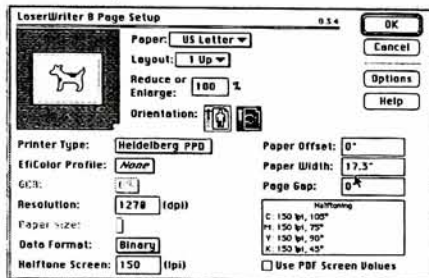 LoserWriter 8 Page Setup 8.5.4
OK
Paper: US Letter
Cancel
Layout: 1 Up
Reduce or
Enlarge: 100 %
Options
Help
Orientation:
Printer Type: Heidelberg PPD
Paper Offset: 0"
EfiColor Profile: None
Paper Width: 17.3"
GCR:
Page Gap: 0"
Resolution: 1270 (dpi)
Halftoning
C: 150 lpi, 105°
M: 150 lpi, 75°
Paper Size:
Y: 150 lpi, 90°
K: 150 lpi, 45°
Data Format: Binary
Halftone Screen: 150 (lpi)
Use PDF Screen Values